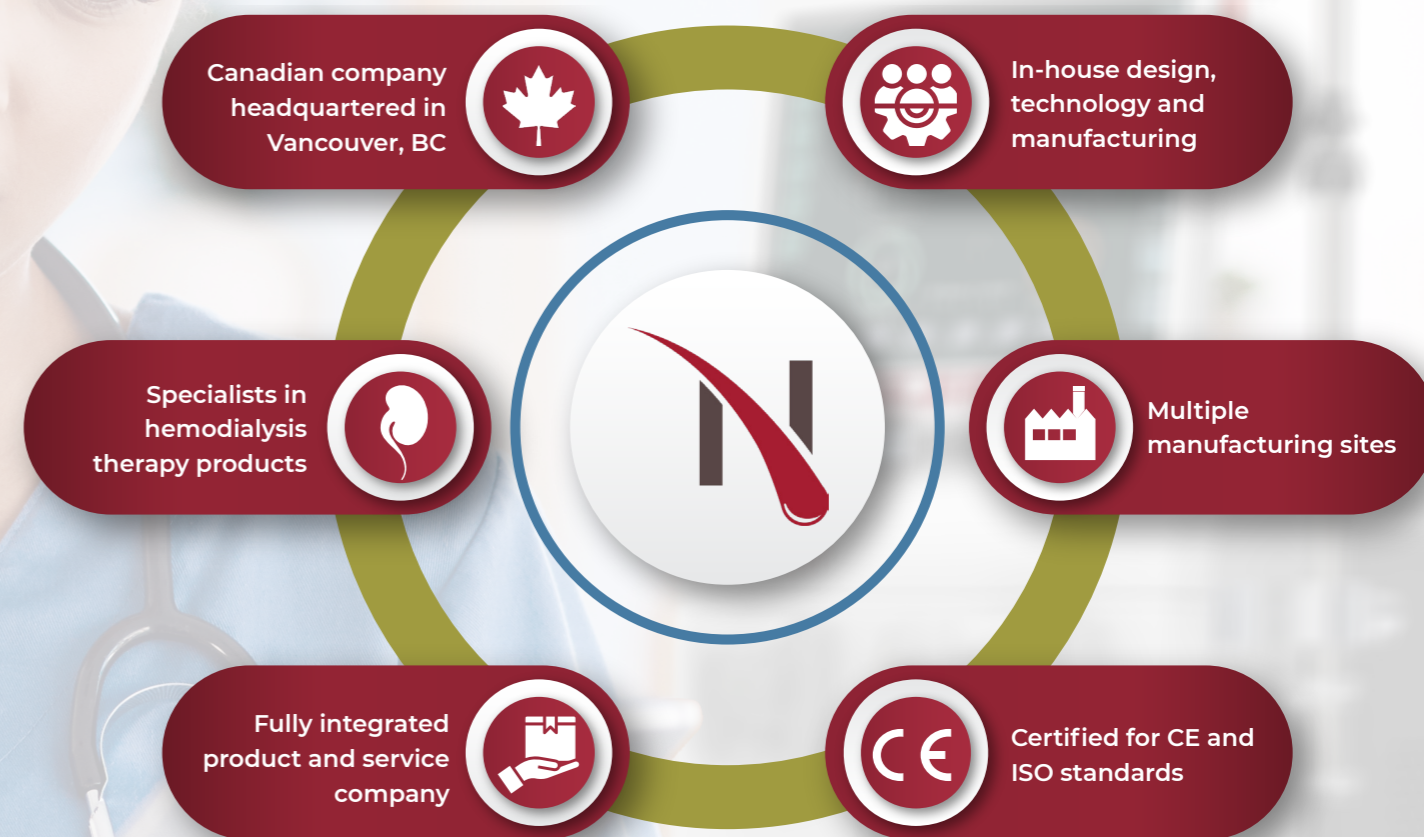 Canadian company
headquartered in
Vancouver, BC
In-house design,
technology and
manufacturing
Specialists in
hemodialysis
therapy products
N
Multiple
manufacturing sites
Fully integrated
product and service
company
CE
Certified for CE and
ISO standards